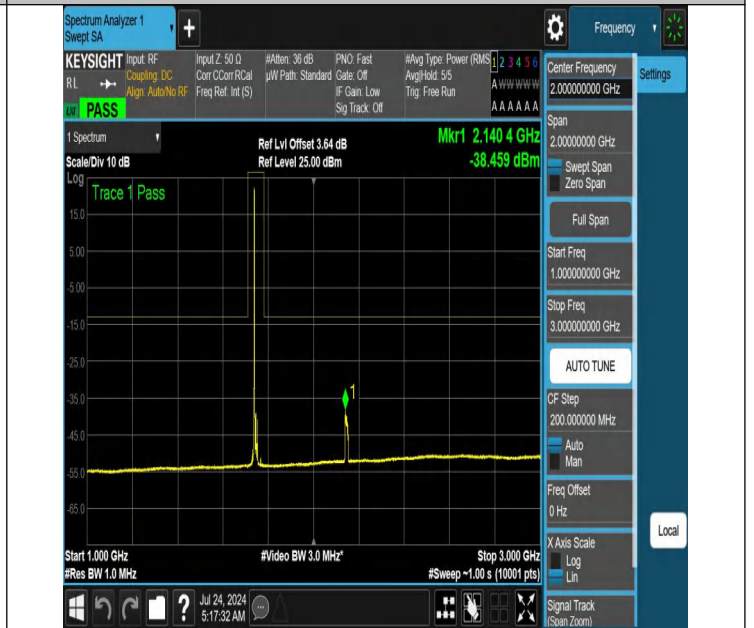 Spectrum Analyzer 1
Swept SA
+
Frequency
KEYSIGHT
RL
PASS
Input: RF
Coupling: DC
Align: Auto/No RF
Input Z: 50 Ω
Corr CCorr RCal
Freq Ref: Int (S)
#Atten: 36 dB
µW Path: Standard
PNO: Fast
Gate: Off
IF Gain: Low
Sig Track: Off
#Avg Type: Power (RMS
Avg|Hold: 5/5
Trig: Free Run
1 2 3 4 5 6
A W W W W W
A A A A A A
1 Spectrum
Scale/Div 10 dB
Log
Ref Lvl Offset 3.64 dB
Ref Level 25.00 dBm
Mkr1 2.140 4 GHz
-38.459 dBm
Trace 1 Pass
15.0
5.00
-5.00
-15.0
-25.0
-35.0
-45.0
-55.0
-65.0
1
Start 1.000 GHz
#Res BW 1.0 MHz
#Video BW 3.0 MHz*
Stop 3.000 GHz
#Sweep ~1.00 s (10001 pts)
Center Frequency
2.000000000 GHz
Span
2.00000000 GHz
Swept Span
Zero Span
Full Span
Start Freq
1.000000000 GHz
Stop Freq
3.000000000 GHz
AUTO TUNE
CF Step
200.000000 MHz
Auto
Man
Freq Offset
0 Hz
X Axis Scale
Log
Lin
Signal Track
(Span Zoom)
Settings
Local
?
Jul 24, 2024
5:17:32 AM